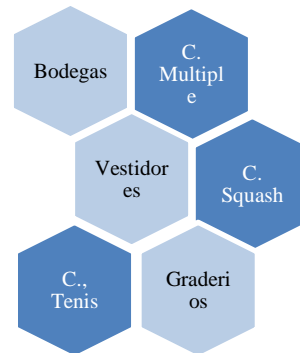 Bodegas
C.
Multipl
e
Vestidor
es
C.
Squash
C.,
Tenis
Graderi
os